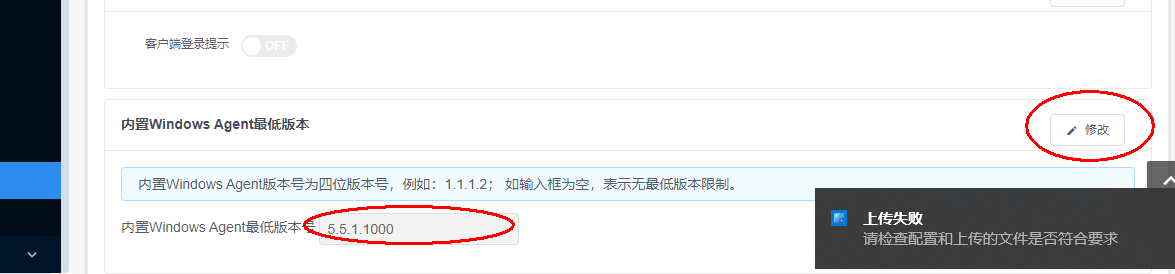 客户端登录提示 OFF
内置Windows Agent最低版本
修改
内置Windows Agent版本号为四位版本号，例如：1.1.1.2； 如输入框为空，表示无最低版本限制。
内置Windows Agent最低版本号 5.5.1.1000
上传失败
请检查配置和上传的文件是否符合要求